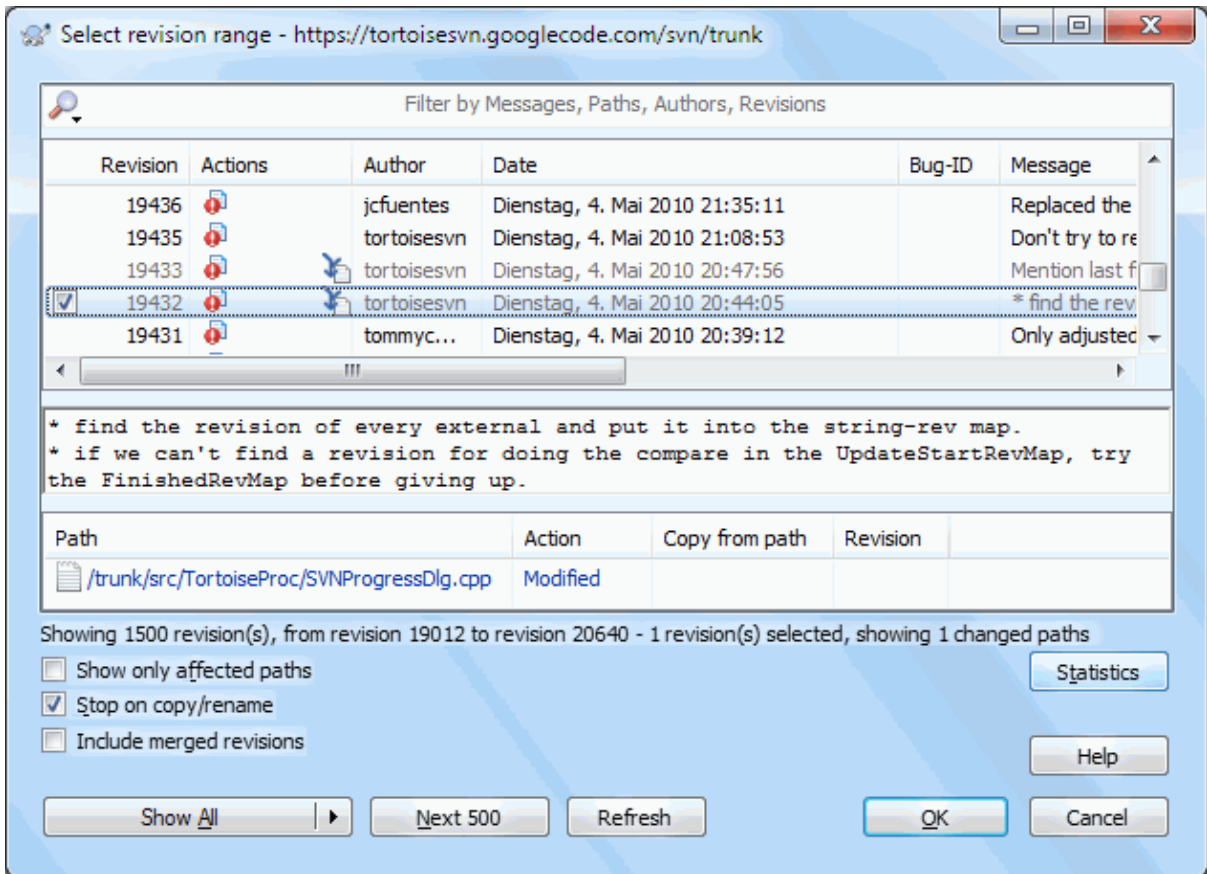 Select revision range - https://tortoisesvn.googlecode.com/svn/trunk
Filter by Messages, Paths, Authors, Revisions
Revision Actions Author Date Bug-ID Message
19436 jcfuentes Dienstag, 4. Mai 2010 21:35:11 Replaced the
19435 tortoisesvn Dienstag, 4. Mai 2010 21:08:53 Don't try to re
19433 tortoisesvn Dienstag, 4. Mai 2010 20:47:56 Mention last f
19432 tortoisesvn Dienstag, 4. Mai 2010 20:44:05 * find the rev
19431 tommyc... Dienstag, 4. Mai 2010 20:39:12 Only adjusted
* find the revision of every external and put it into the string-rev map.
* if we can't find a revision for doing the compare in the UpdateStartRevMap, try
the FinishedRevMap before giving up.
Path Action Copy from path Revision
/trunk/src/TortoiseProc/SVNProgressDlg.cpp Modified
Showing 1500 revision(s), from revision 19012 to revision 20640 - 1 revision(s) selected, showing 1 changed paths
Show only affected paths Statistics
Stop on copy/rename
Include merged revisions
Help
Show All Next 500 Refresh OK Cancel